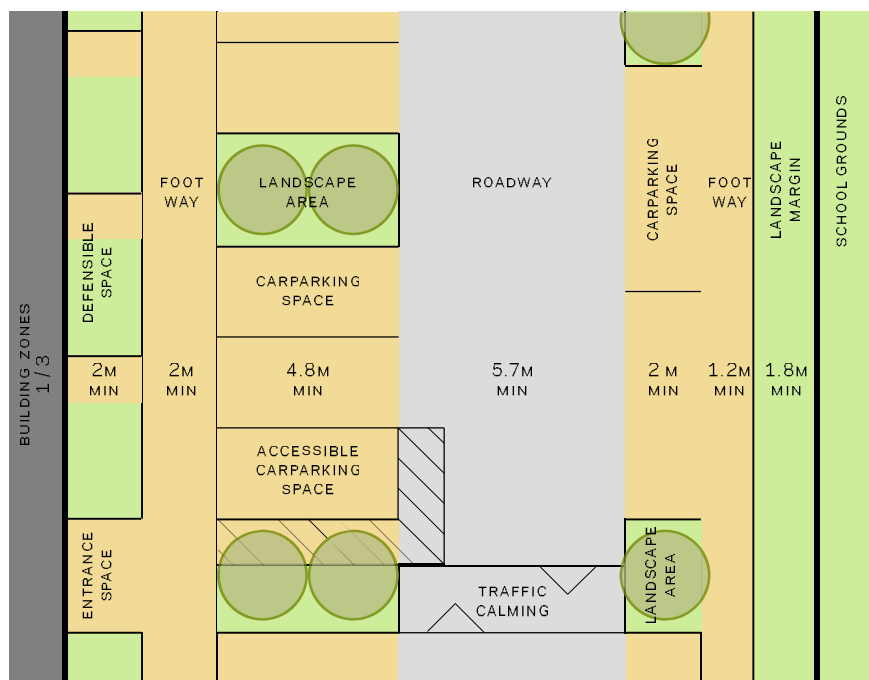 BUILDING ZONES
1 / 3
DEFENSIBLE
SPACE
ENTRANCE
SPACE
2M
MIN
FOOT
WAY
2M
MIN
LANDSCAPE
AREA
CARPARKING
SPACE
4.8M
MIN
ACCESSIBLE
CARPARKING
SPACE
ROADWAY
5.7M
MIN
TRAFFIC
CALMING
CARPARKING
SPACE
2 M
MIN
LANDSCAPE
AREA
FOOT
WAY
1.2M
MIN
LANDSCAPE
MARGIN
1.8M
MIN
SCHOOL GROUNDS